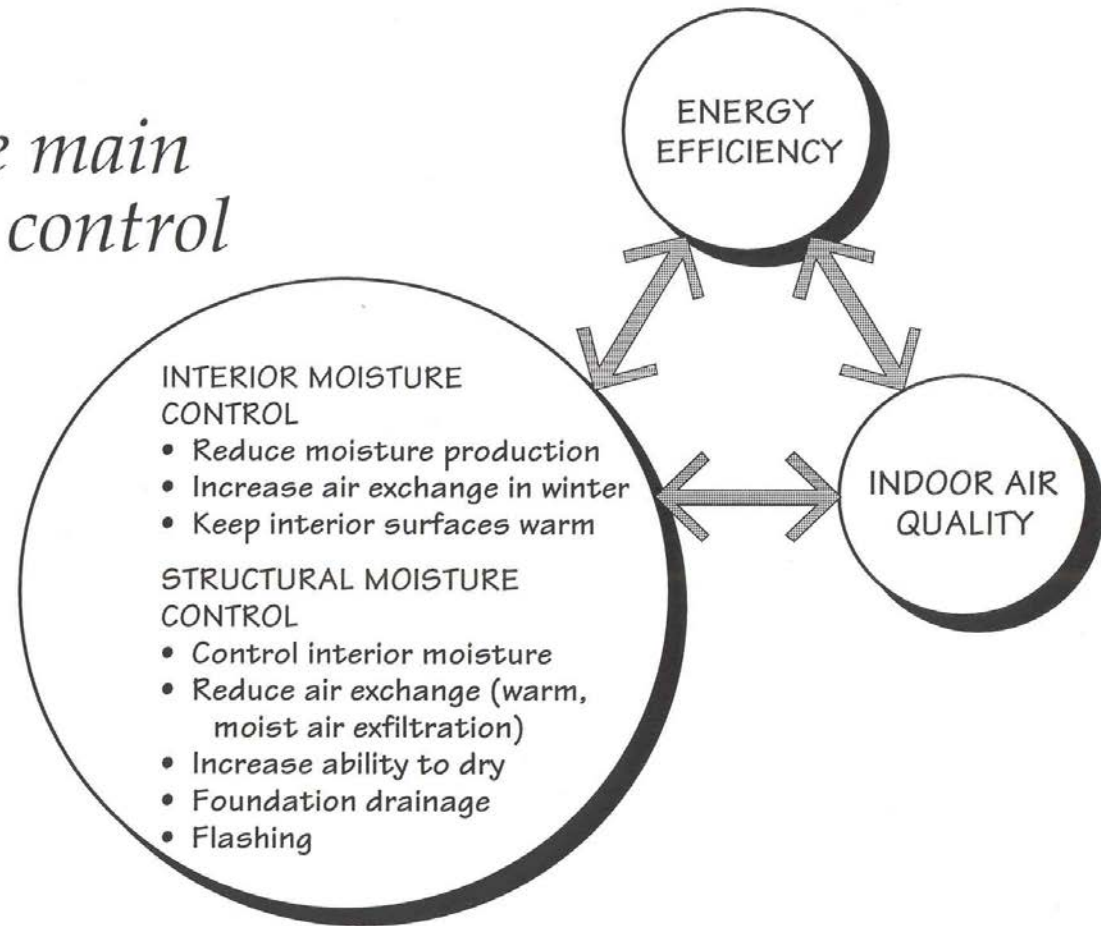 main
control
ENERGY
EFFICIENCY
INTERIOR MOISTURE
CONTROL
• Reduce moisture production
• Increase air exchange in winter
• Keep interior surfaces warm
STRUCTURAL MOISTURE
CONTROL
• Control interior moisture
• Reduce air exchange (warm,
moist air exfiltration)
• Increase ability to dry
• Foundation drainage
• Flashing
INDOOR AIR
QUALITY